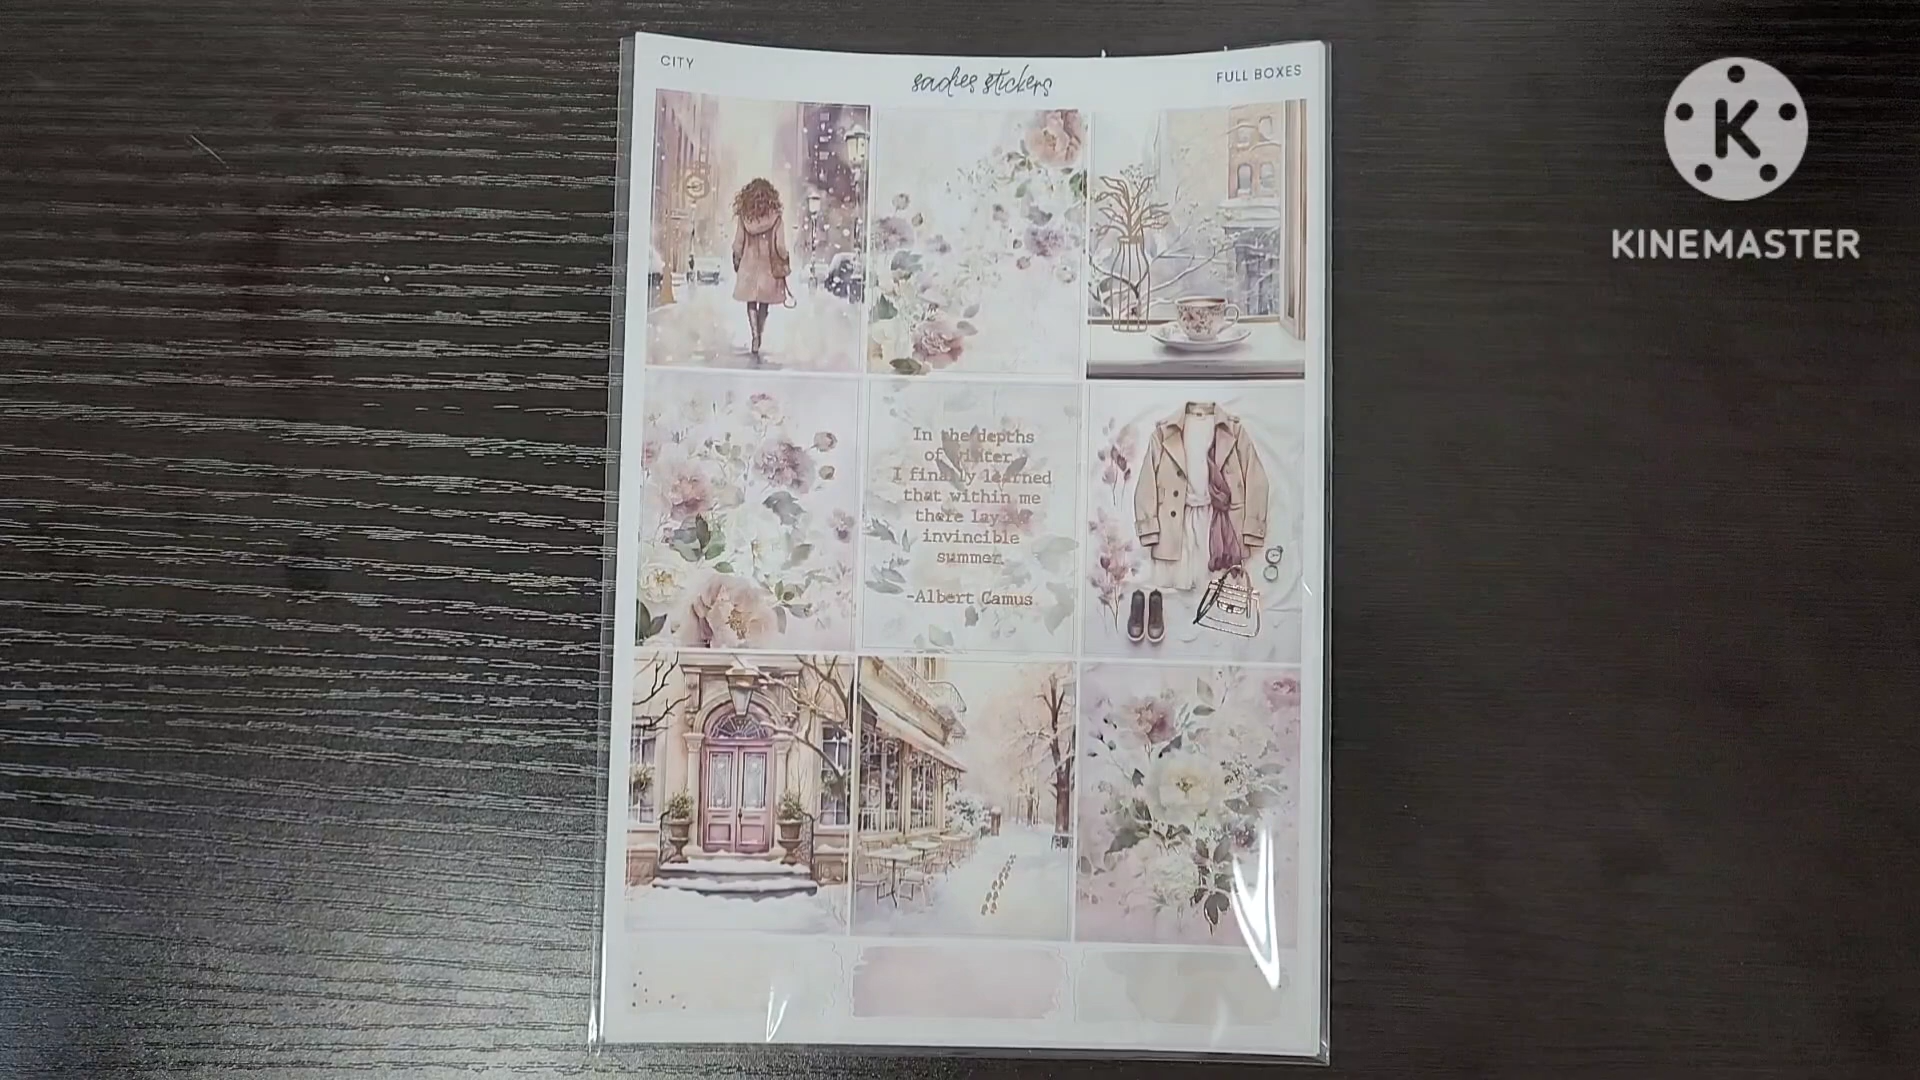 CITY
sadies stickers
FULL BOXES
KINEMASTER
In the depths
of winter
I finally learned
that within me
there lay
invincible
summer.
-Albert Camus